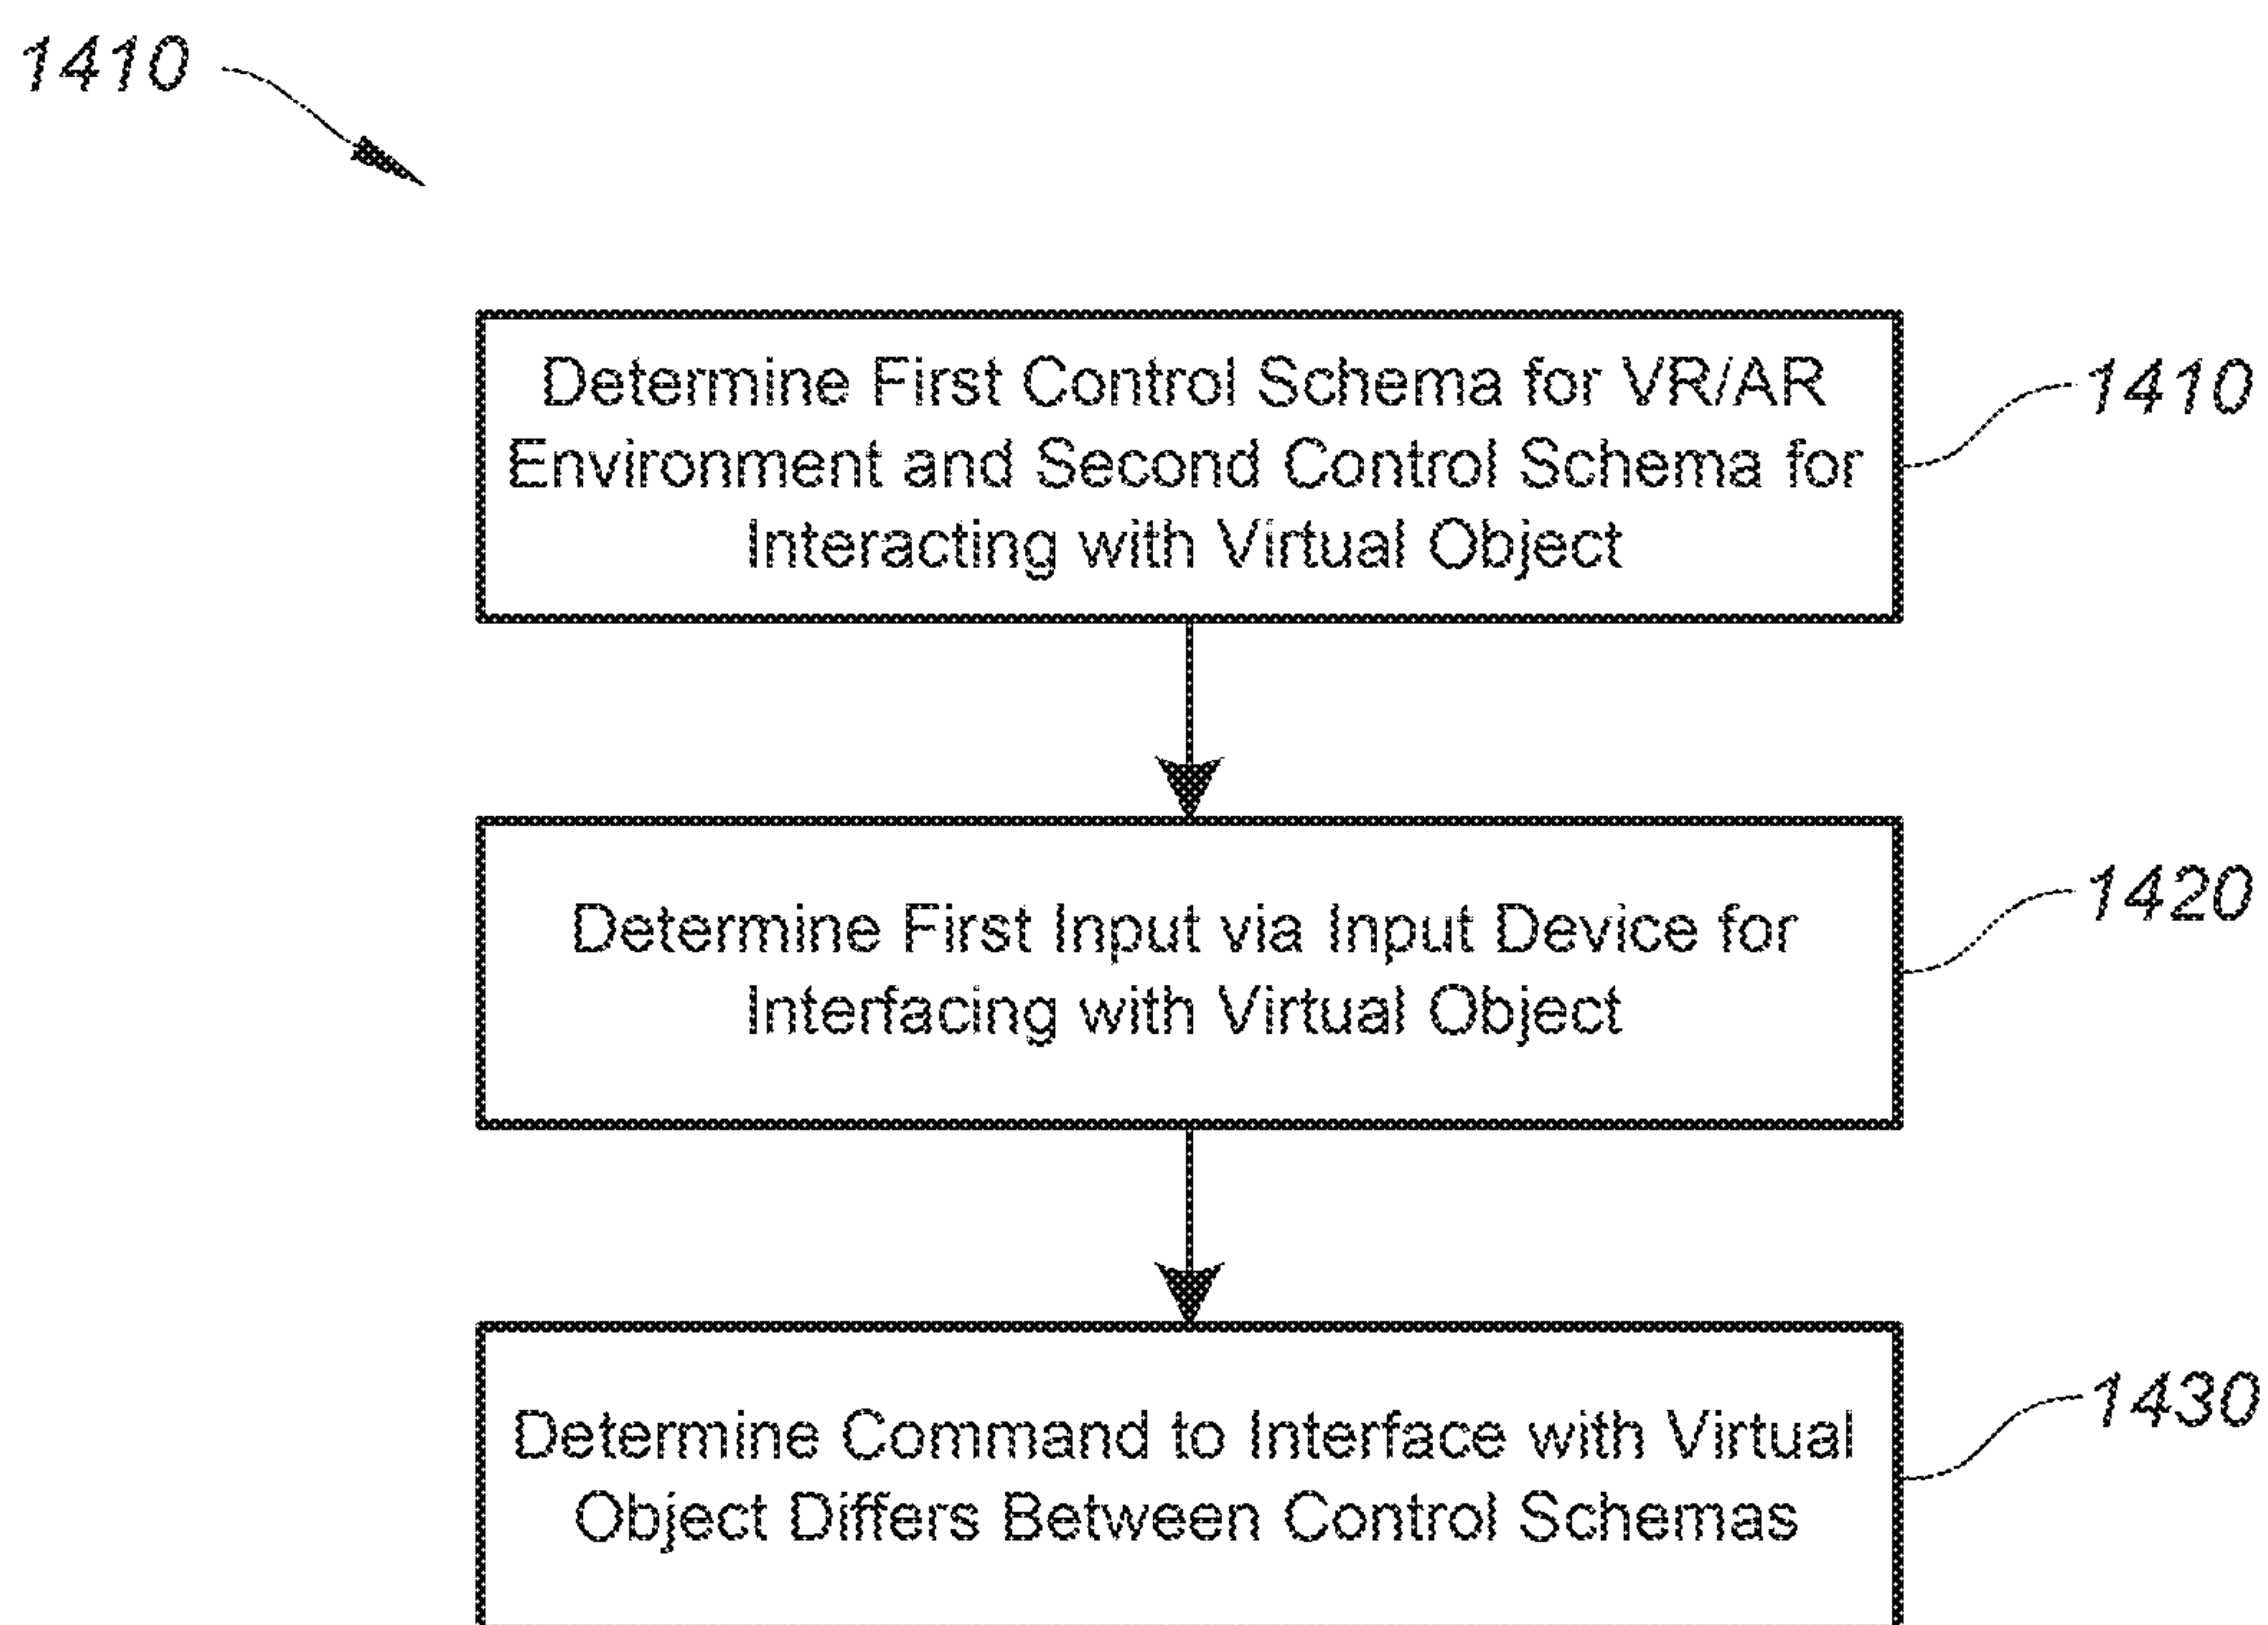 1410
Determine First Control Schema for VR/AR
Environment and Second Control Schema for
Interacting with Virtual Object
1410
Determine First Input via Input Device for
Interfacing with Virtual Object
1420
Determine Command to Interface with Virtual
Object Differs Between Control Schemas
1430